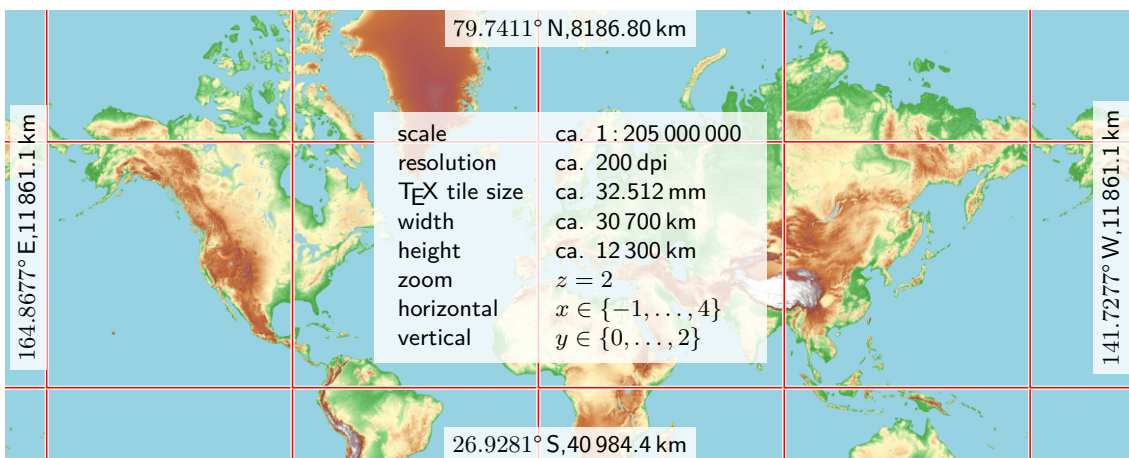 79.7411° N,8186.80 km
164.8677° E,11 861.1 km
scale ca. 1 : 205 000 000
resolution ca. 200 dpi
TEX tile size ca. 32.512 mm
width ca. 30 700 km
height ca. 12 300 km
zoom z = 2
horizontal x ∈ {−1, . . . , 4}
vertical y ∈ {0, . . . , 2}
141.7277° W,11 861.1 km
26.9281° S,40 984.4 km